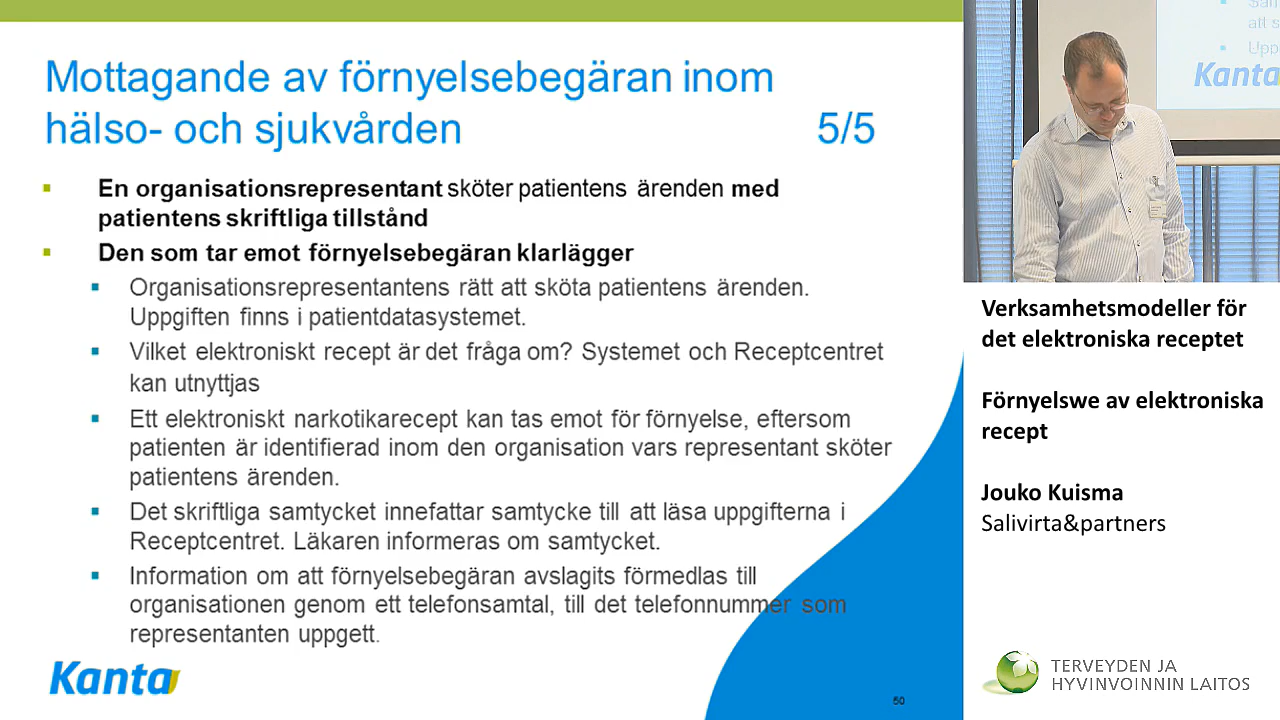 Mottagande av förnyelsebegäran inom
hälso- och sjukvården 5/5
En organisationsrepresentant sköter patientens ärenden med
patientens skriftliga tillstånd
Den som tar emot förnyelsebegäran klarlägger
Organisationsrepresentantens rätt att sköta patientens ärenden.
Uppgiften finns i patientdatasystemet.
Vilket elektroniskt recept är det fråga om? Systemet och Receptcentret
kan utnyttjas
Ett elektroniskt narkotikarecept kan tas emot för förnyelse, eftersom
patienten är identifierad inom den organisation vars representant sköter
patientens ärenden.
Det skriftliga samtycket innefattar samtycke till att läsa uppgifterna i
Receptcentret. Läkaren informeras om samtycket.
Information om att förnyelsebegäran avslagits förmedlas till
organisationen genom ett telefonsamtal, till det telefonnummer som
representanten uppgett.
Kanta
50
att s
Upp
Kanta
Verksamhetsmodeller för
det elektroniska receptet
Förnyelswe av elektroniska
recept
Jouko Kuisma
Salivirta&partners
TERVEYDEN JA
HYVINVOINNIN LAITOS